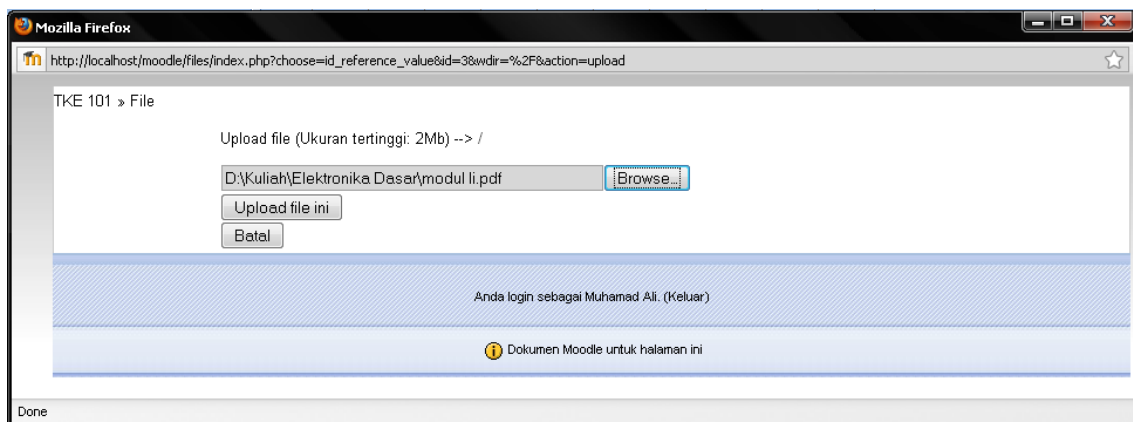 Mozilla Firefox
http://localhost/moodle/files/index.php?choose=id_reference_value&id=3&wdir=%2F&action=upload
TKE 101 » File
Upload file (Ukuran tertinggi: 2Mb) --> /
D:\Kuliah\Elektronika Dasar\modul Ii.pdf Browse...
Upload file ini
Batal
Anda login sebagai Muhamad Ali. (Keluar)
Dokumen Moodle untuk halaman ini
Done